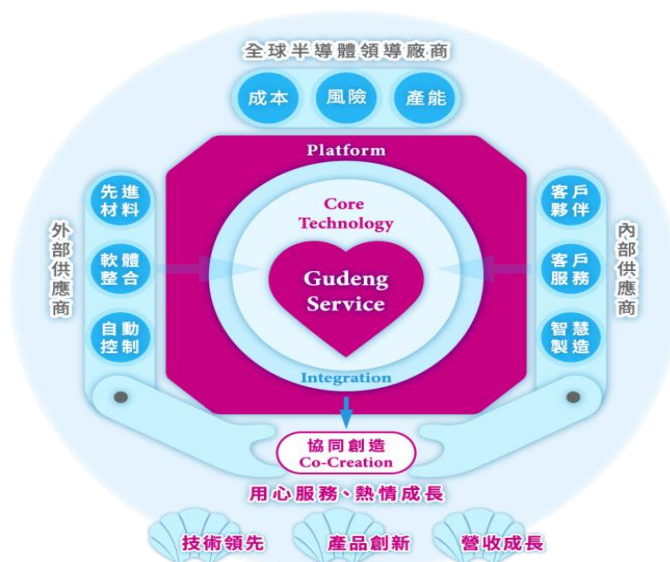 全球半導體領導廠商
成本
風險
產能
Platform
外部供應商
先進
材料
軟體
整合
自動
控制
Core
Technology
Gudeng
Service
Integration
客戶
夥伴
客戶
服務
智慧
製造
內部供應商
協同創造
Co-Creation
用心服務、熱情成長
技術領先
產品創新
營收成長